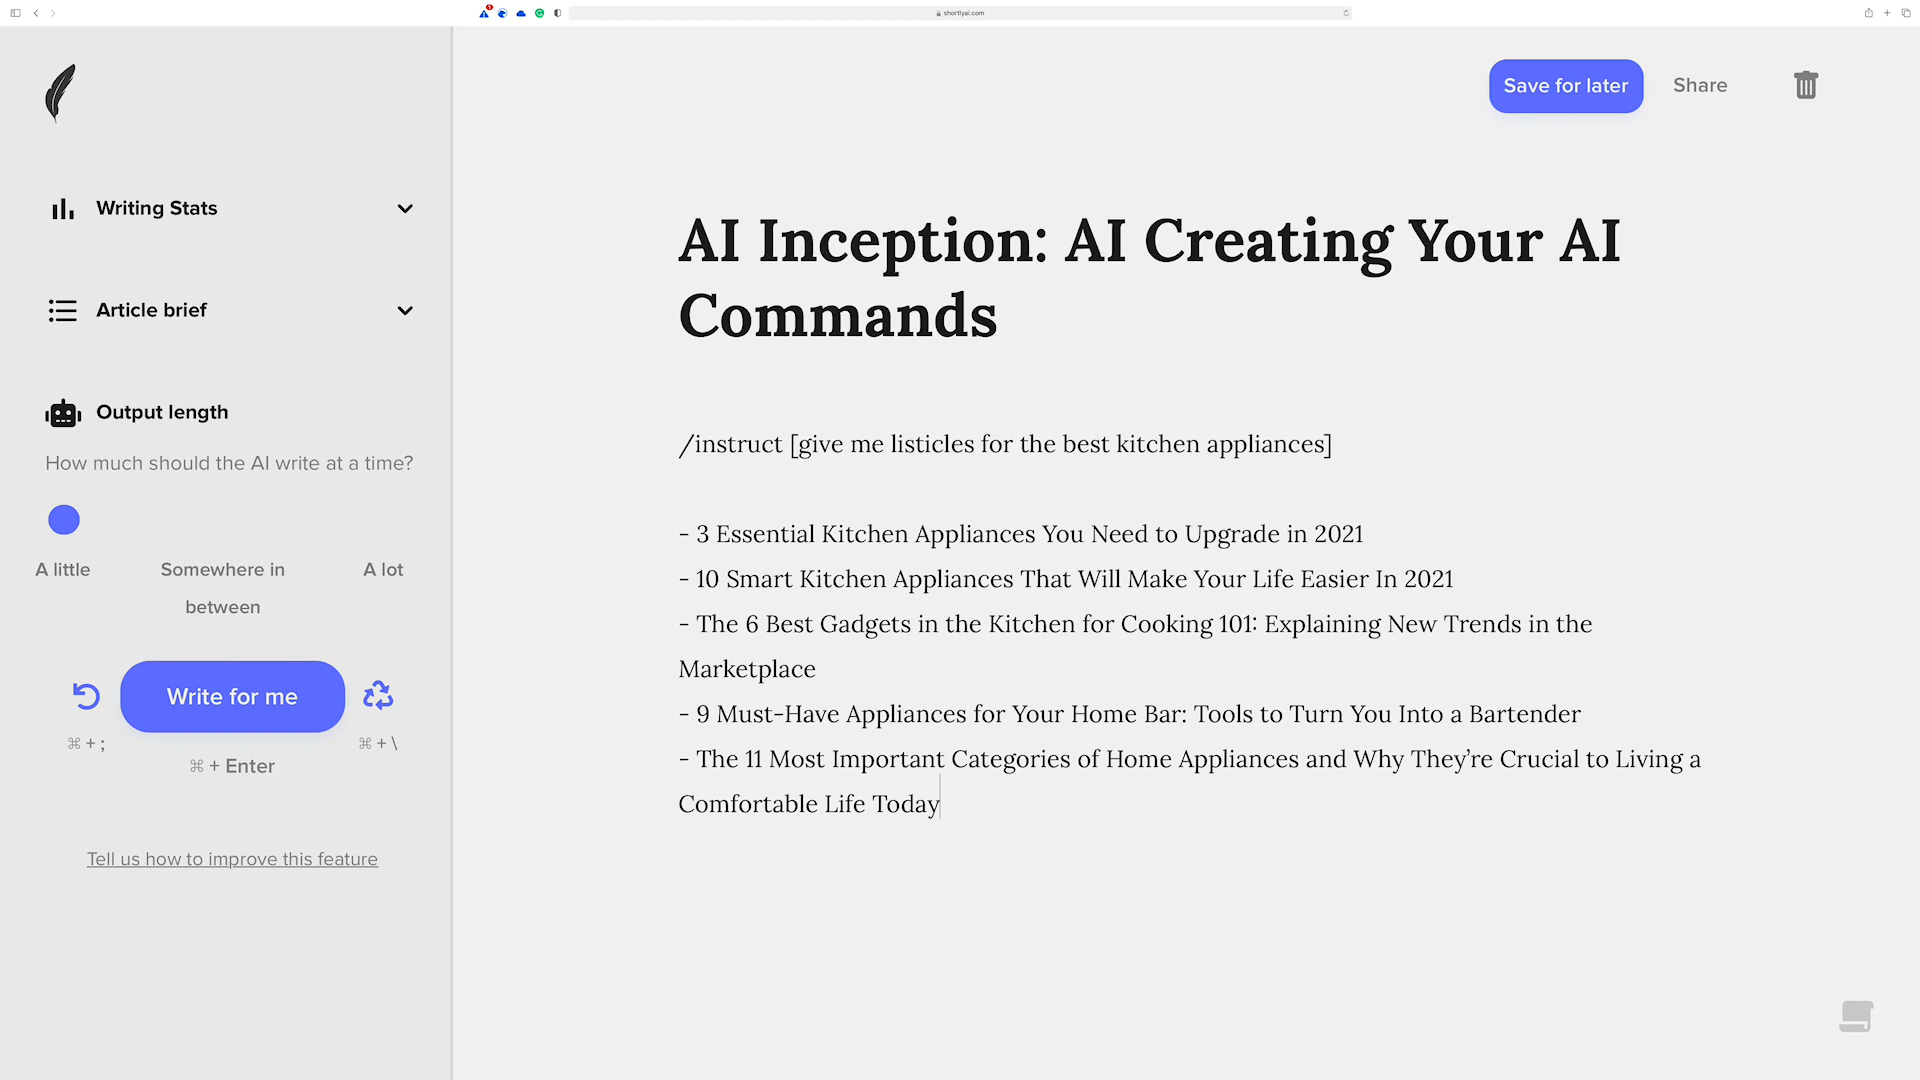 shortlyai.com
Save for later
Share
Writing Stats
Article brief
Output length
How much should the AI write at a time?
A little
Somewhere in
between
A lot
Write for me
⌘ + ;
⌘ + \
⌘ + Enter
Tell us how to improve this feature
AI Inception: AI Creating Your AI
Commands
/instruct [give me listicles for the best kitchen appliances]
- 3 Essential Kitchen Appliances You Need to Upgrade in 2021
- 10 Smart Kitchen Appliances That Will Make Your Life Easier In 2021
- The 6 Best Gadgets in the Kitchen for Cooking 101: Explaining New Trends in the
Marketplace
- 9 Must-Have Appliances for Your Home Bar: Tools to Turn You Into a Bartender
- The 11 Most Important Categories of Home Appliances and Why They’re Crucial to Living a
Comfortable Life Today